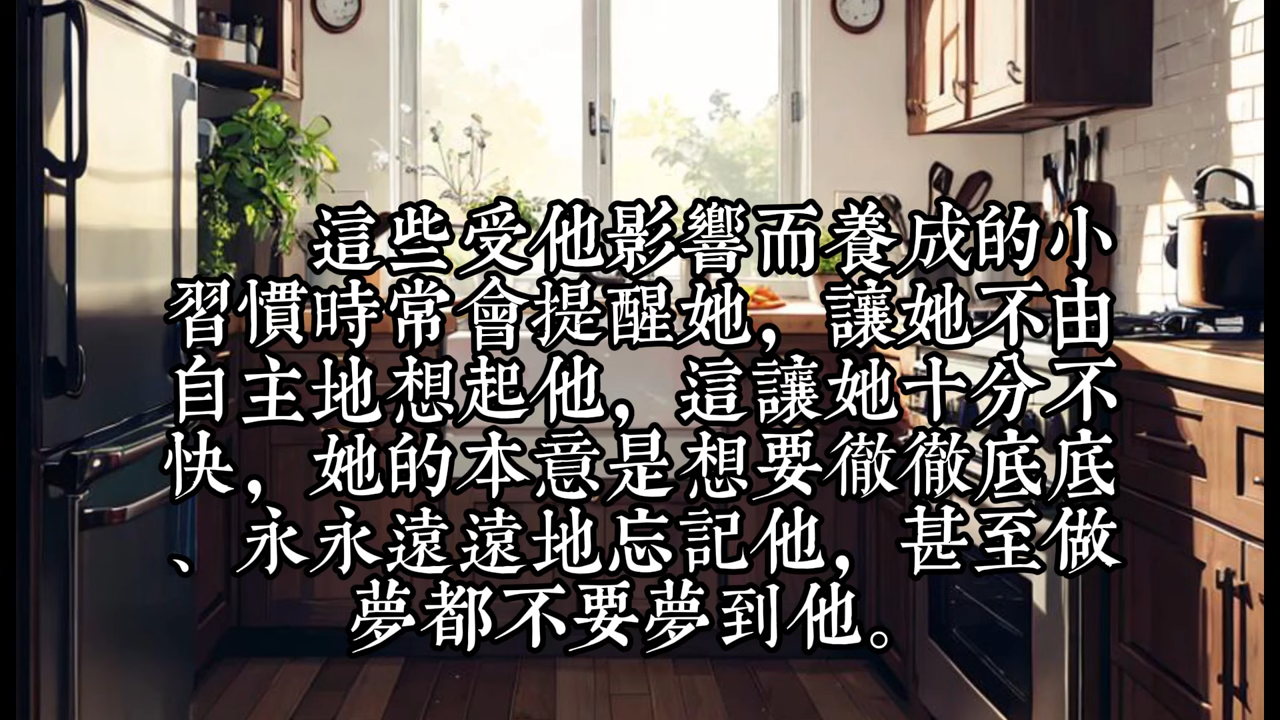 這些受他影響而養成的小
習慣時常會提醒她，讓她不由
自主地想起他，這讓她十分不
快，她的本意是想要徹徹底底
、永永遠遠地忘記他，甚至做
夢都不要夢到他。